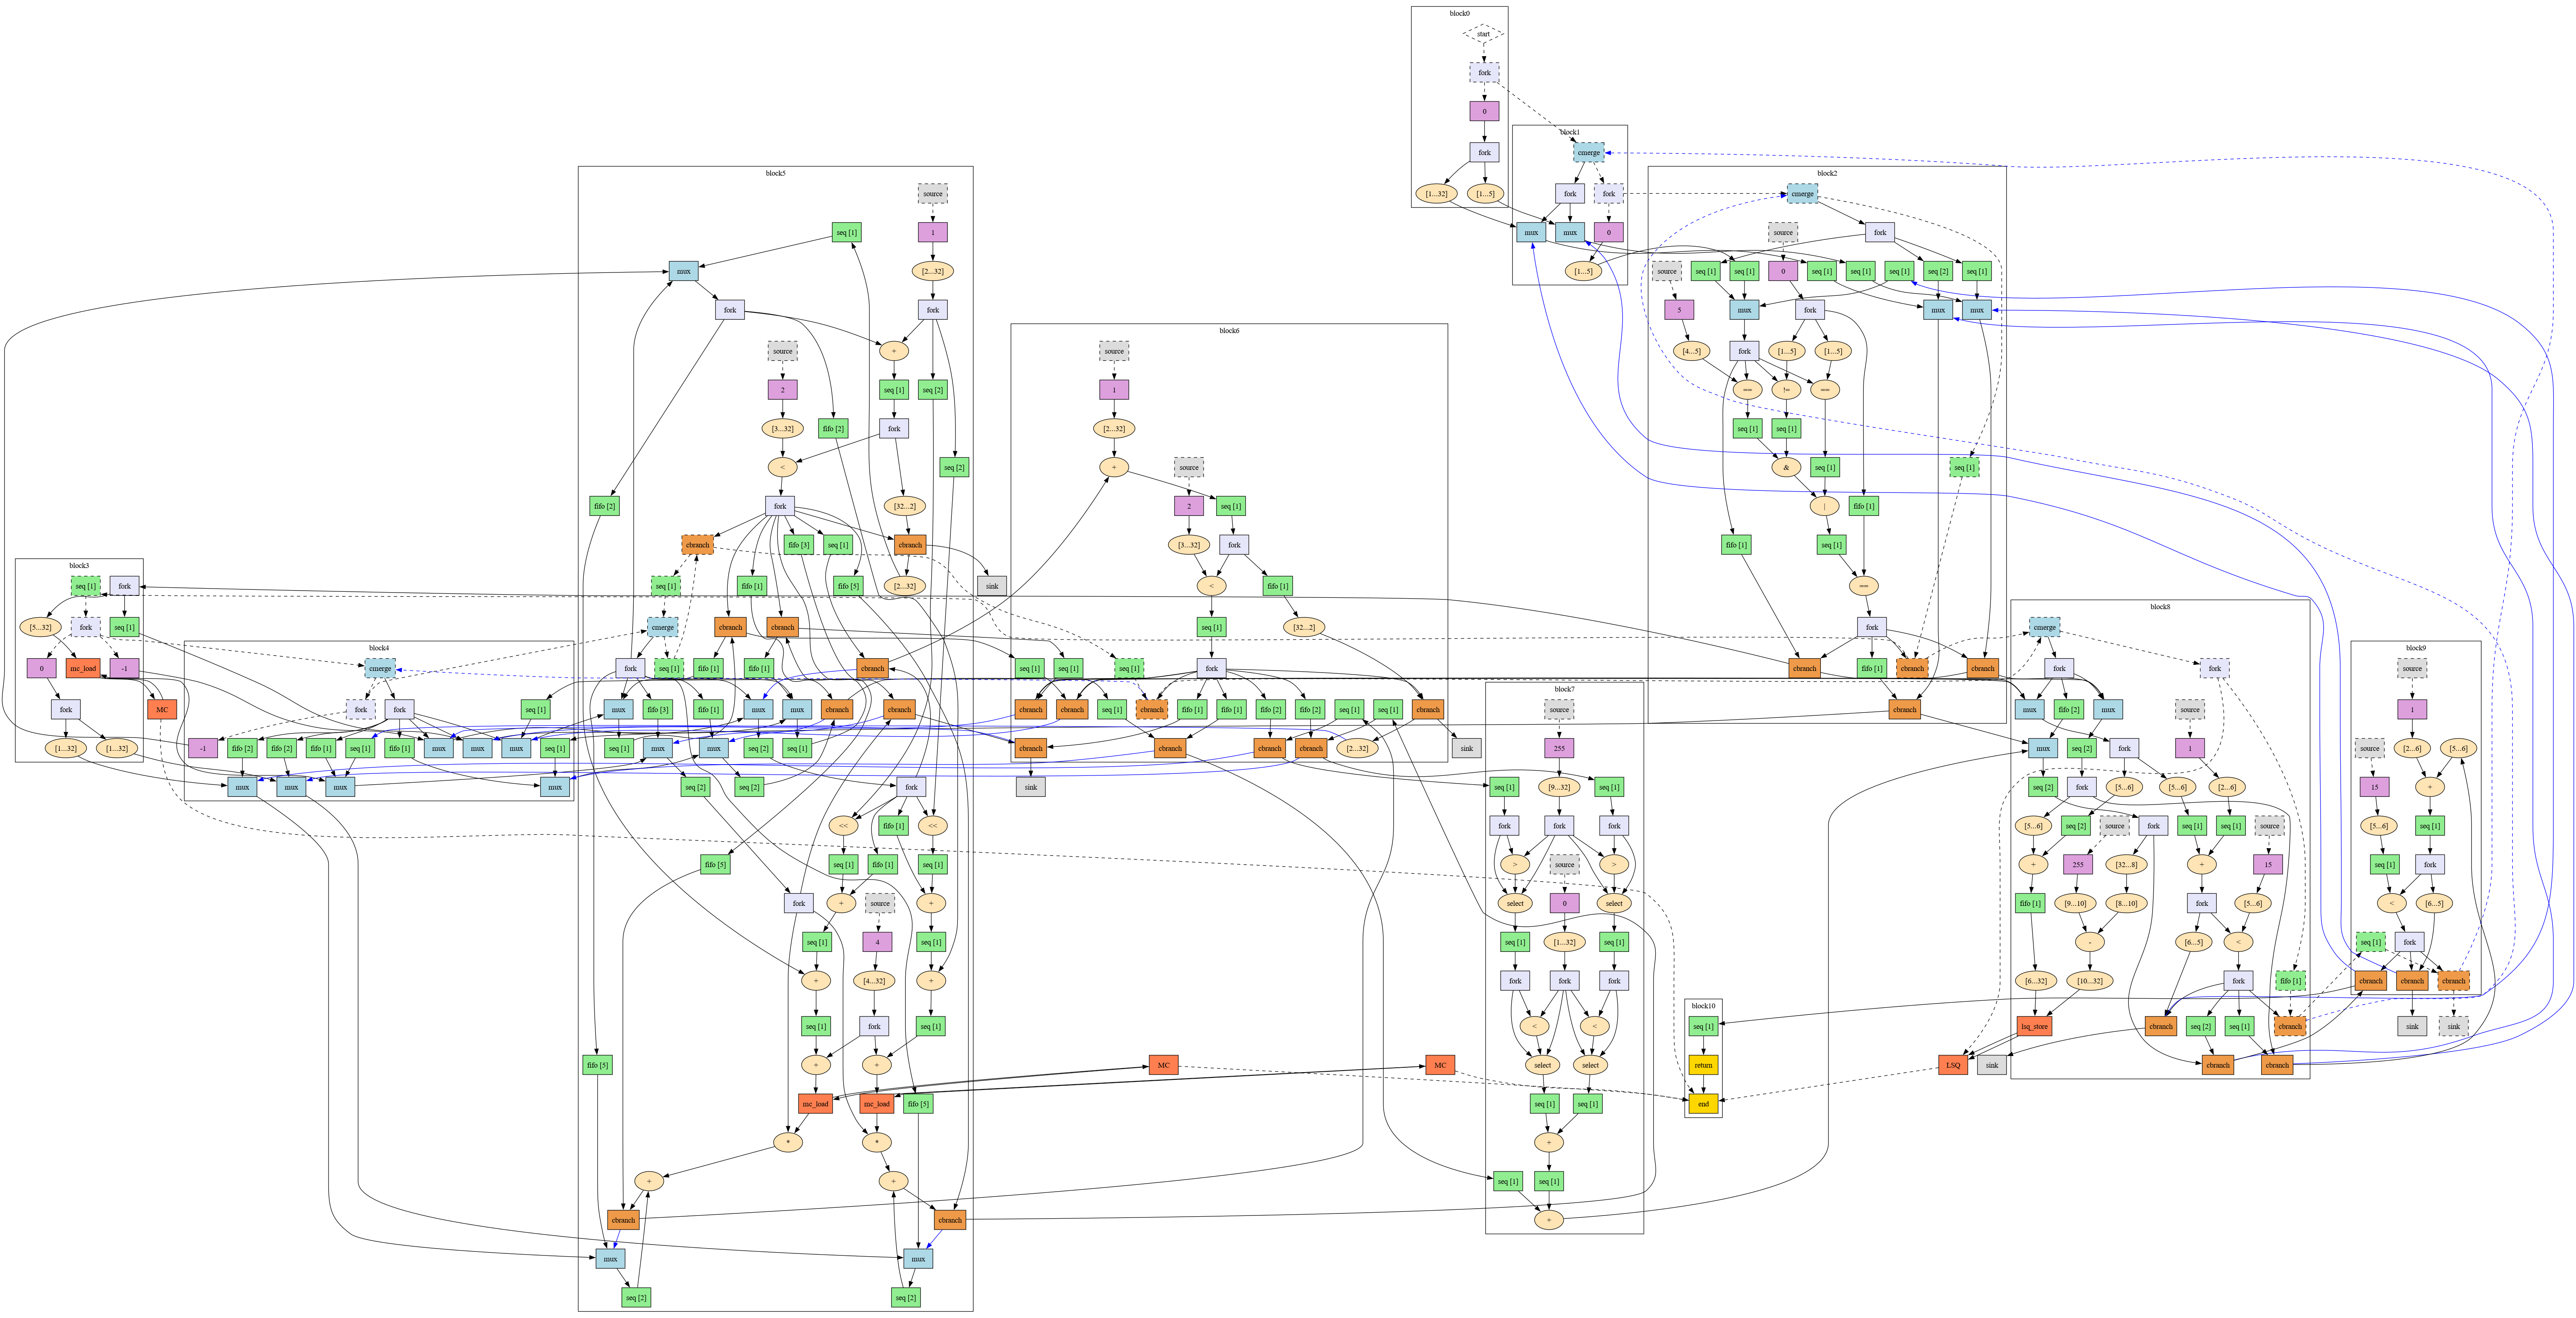 block0
start
fork
0
fork
[1...32]
[1...5]
block1
cmerge
fork
fork
mux
mux
0
[1...5]
block2
cmerge
source
fork
source
seq [1]
seq [1]
0
seq [1]
seq [1]
seq [1]
seq [2]
seq [1]
5
mux
fork
mux
mux
[4...5]
fork
[1...5]
[1...5]
==
!=
==
seq [1]
seq [1]
&
seq [1]
seq [1]
|
fifo [1]
fifo [1]
seq [1]
==
fork
cbranch
fifo [1]
cbranch
cbranch
cbranch
block3
seq [1]
fork
[5...32]
fork
seq [1]
0
mc_load
-1
fork
[1...32]
[1...32]
MC
block4
cmerge
fork
fork
-1
fifo [2]
fifo [2]
fifo [1]
seq [1]
fifo [1]
mux
mux
mux
seq [1]
seq [1]
mux
mux
mux
mux
block5
source
seq [1]
1
mux
[2...32]
fork
fork
source
+
2
seq [1]
seq [2]
[3...32]
fifo [2]
fork
<
seq [2]
fifo [2]
fork
[32...2]
cbranch
fifo [3]
seq [1]
cbranch
seq [1]
fifo [1]
fifo [5]
[2...32]
sink
cmerge
cbranch
cbranch
fork
seq [1]
fifo [1]
fifo [1]
cbranch
mux
fifo [3]
fifo [1]
mux
mux
cbranch
cbranch
seq [1]
mux
mux
seq [2]
seq [1]
seq [2]
seq [2]
fork
<<
fifo [1]
<<
fifo [5]
seq [1]
fifo [1]
seq [1]
fork
+
source
+
seq [1]
4
seq [1]
+
[4...32]
+
seq [1]
fork
seq [1]
fifo [5]
+
+
mc_load
mc_load
fifo [5]
*
*
+
+
cbranch
cbranch
mux
mux
seq [2]
seq [2]
block6
source
1
[2...32]
+
source
2
seq [1]
[3...32]
fork
<
fifo [1]
seq [1]
[32...2]
seq [1]
seq [1]
seq [1]
fork
cbranch
cbranch
seq [1]
cbranch
fifo [1]
fifo [1]
fifo [2]
fifo [2]
seq [1]
seq [1]
cbranch
cbranch
cbranch
cbranch
cbranch
[2...32]
sink
sink
MC
MC
block7
source
255
seq [1]
[9...32]
seq [1]
fork
fork
fork
>
source
>
select
0
select
seq [1]
[1...32]
seq [1]
fork
fork
fork
<
<
select
select
seq [1]
seq [1]
+
seq [1]
seq [1]
+
block8
cmerge
fork
fork
mux
fifo [2]
mux
source
mux
seq [2]
fork
1
seq [2]
fork
[5...6]
[5...6]
[2...6]
[5...6]
seq [2]
source
fork
seq [1]
seq [1]
source
+
255
[32...8]
+
15
fifo [1]
[9...10]
[8...10]
fork
[5...6]
-
[6...5]
<
[6...32]
[10...32]
fork
fifo [1]
lsq_store
cbranch
seq [2]
seq [1]
cbranch
LSQ
sink
cbranch
cbranch
block9
source
1
source
[2...6]
[5...6]
15
+
[5...6]
seq [1]
seq [1]
fork
<
[6...5]
seq [1]
fork
cbranch
cbranch
cbranch
sink
sink
block10
seq [1]
return
end